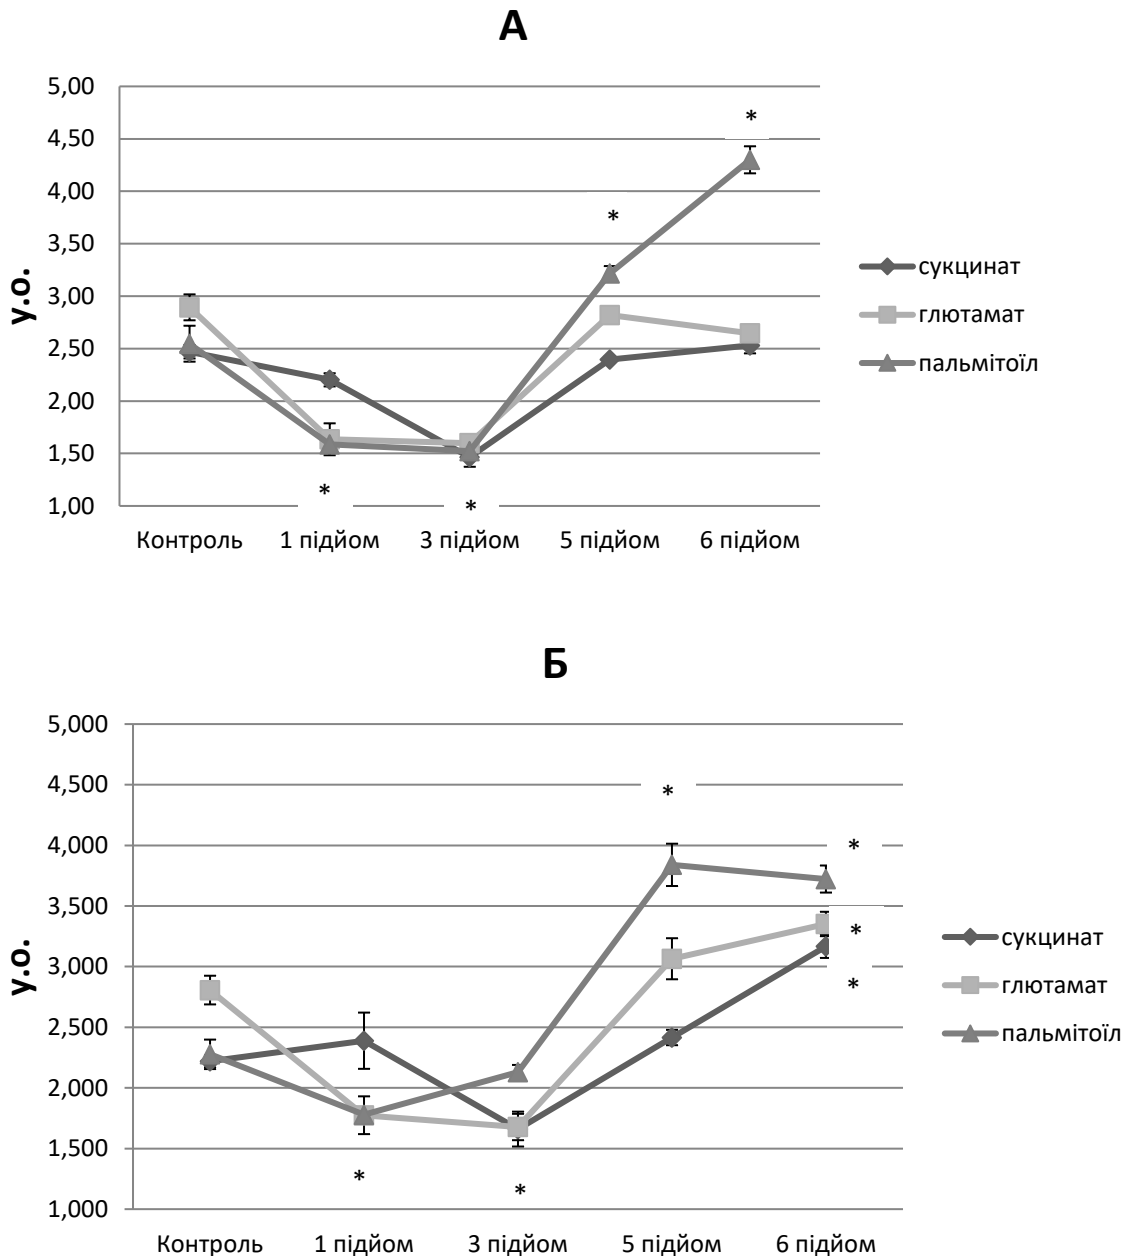 А
5,00
4,50
4,00
3,50
3,00
2,50
2,00
1,50
1,00
у.о.
*
*
*
*
Контроль 1 підйом 3 підйом 5 підйом 6 підйом
сукцинат
глютамат
пальмітоїл
Б
5,000
4,500
4,000
3,500
3,000
2,500
2,000
1,500
1,000
у.о.
*
*
*
*
*
*
Контроль 1 підйом 3 підйом 5 підйом 6 підйом
сукцинат
глютамат
пальмітоїл